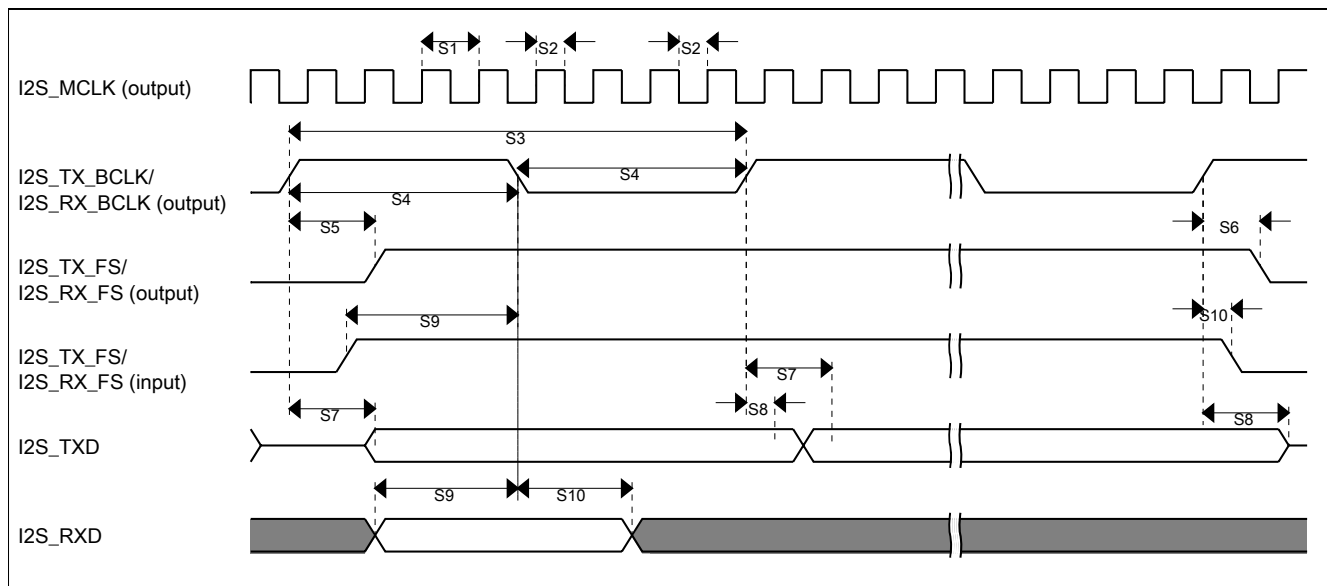 S1
S2
S2
I2S_MCLK (output)
S3
I2S_TX_BCLK/
I2S_RX_BCLK (output)
S4
S4
S5
S6
I2S_TX_FS/
I2S_RX_FS (output)
S9
S10
I2S_TX_FS/
I2S_RX_FS (input)
S7
S7
S8
S8
I2S_TXD
S9
S10
I2S_RXD